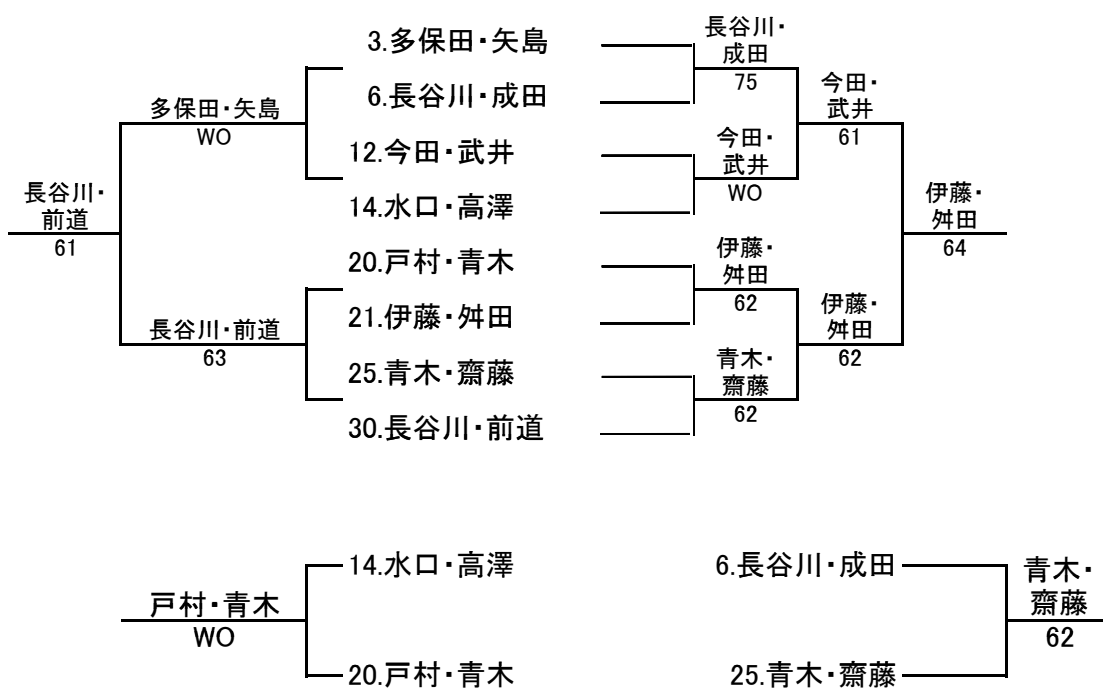 3.多保田・矢島
6.長谷川・成田
12.今田・武井
14.水口・高澤
20.戸村・青木
21.伊藤・舛田
25.青木・齋藤
30.長谷川・前道
多保田・矢島
WO
長谷川・前道
63
長谷川・
前道
61
長谷川・
成田
75
今田・
武井
WO
伊藤・
舛田
62
青木・
齋藤
62
今田・
武井
61
伊藤・
舛田
62
伊藤・
舛田
64
14.水口・高澤
戸村・青木
WO
20.戸村・青木
6.長谷川・成田
青木・
齋藤
62
25.青木・齋藤